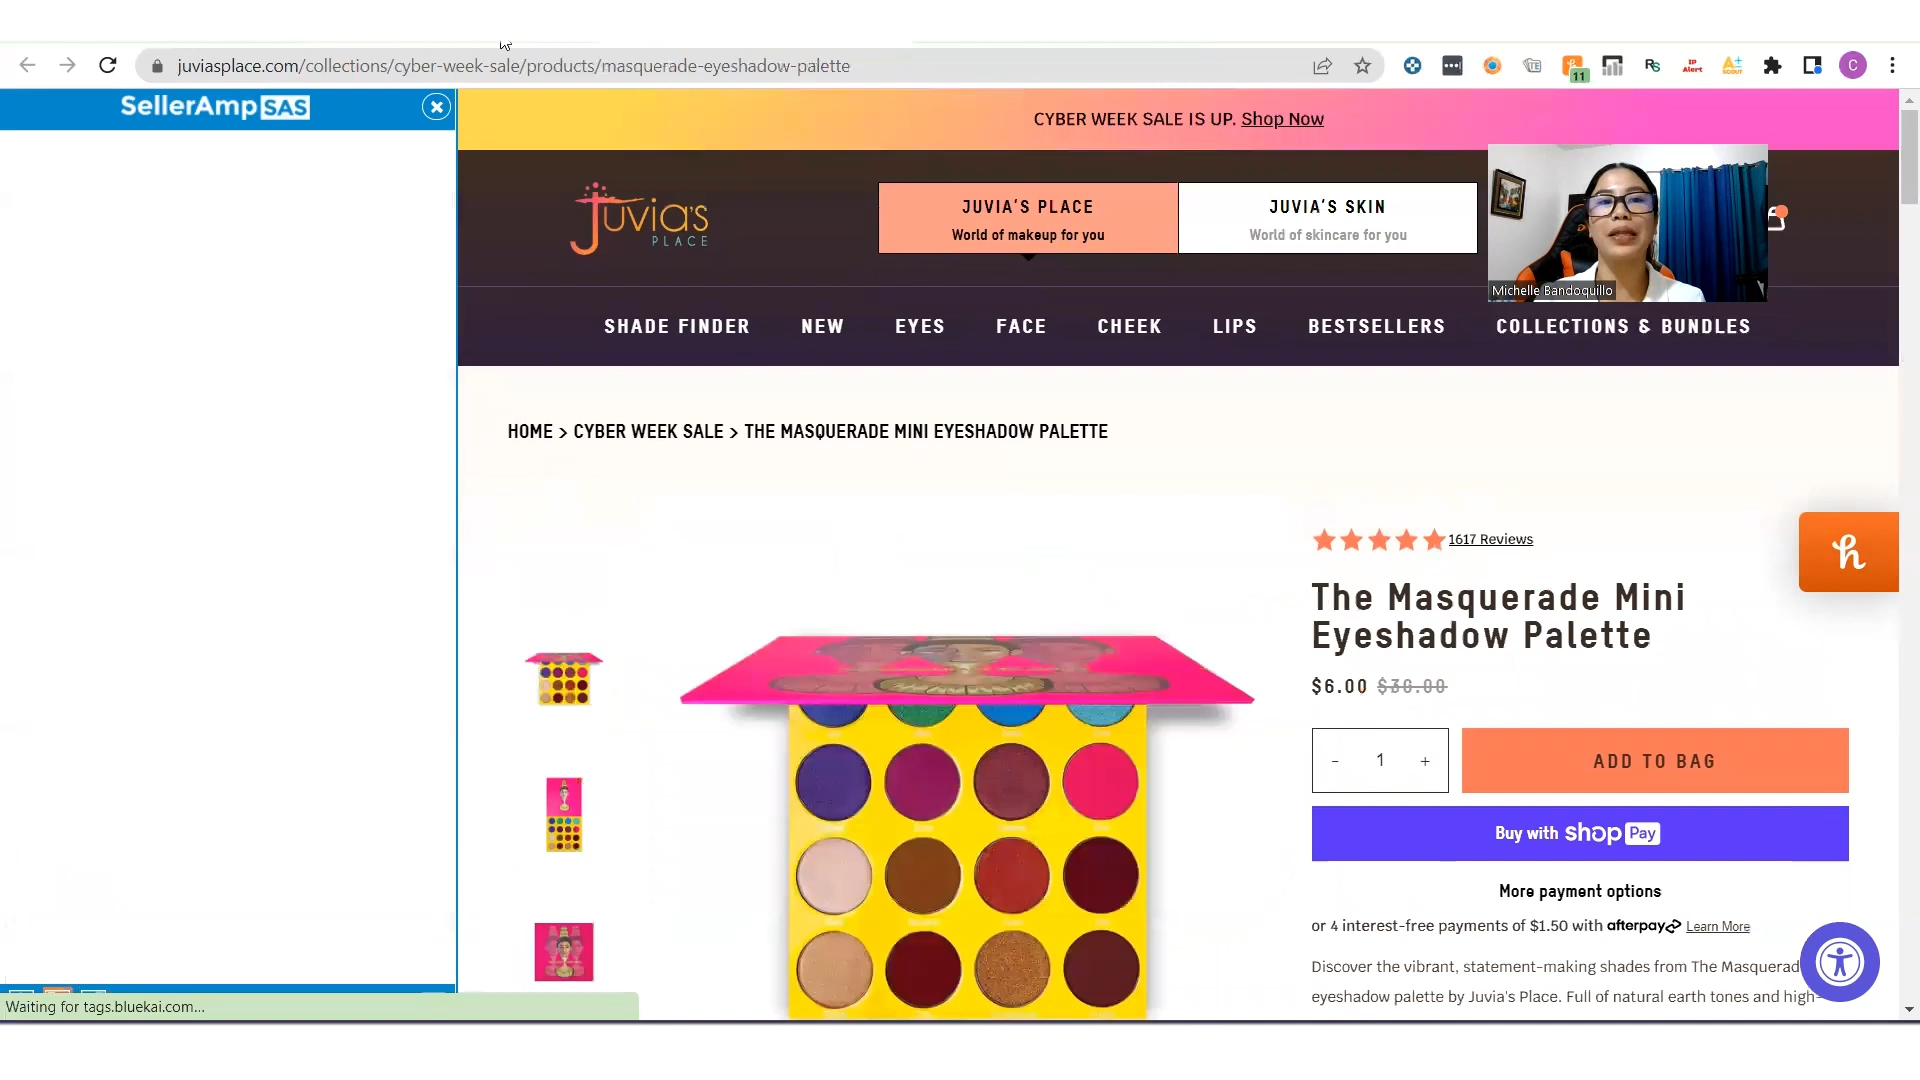 juviasplace.com/collections/cyber-week-sale/products/masquerade-eyeshadow-palette
11
RS
IP
Alert
A+
SCOUT
C
SellerAmp SAS
CYBER WEEK SALE IS UP. Shop Now
JUVIA'S
PLACE
JUVIA'S PLACE
World of makeup for you
JUVIA'S SKIN
World of skincare for you
Michelle Bandoquillo
SHADE FINDER NEW EYES FACE CHEEK LIPS BESTSELLERS COLLECTIONS & BUNDLES
HOME > CYBER WEEK SALE > THE MASQUERADE MINI EYESHADOW PALETTE
1617 Reviews
h
The Masquerade Mini
Eyeshadow Palette
$6.00 $30.00
- 1 +
ADD TO BAG
Buy with shop Pay
More payment options
or 4 interest-free payments of $1.50 with afterpay Learn More
Discover the vibrant, statement-making shades from The Masquerad
eyeshadow palette by Juvia's Place. Full of natural earth tones and high-
Waiting for tags.bluekai.com...